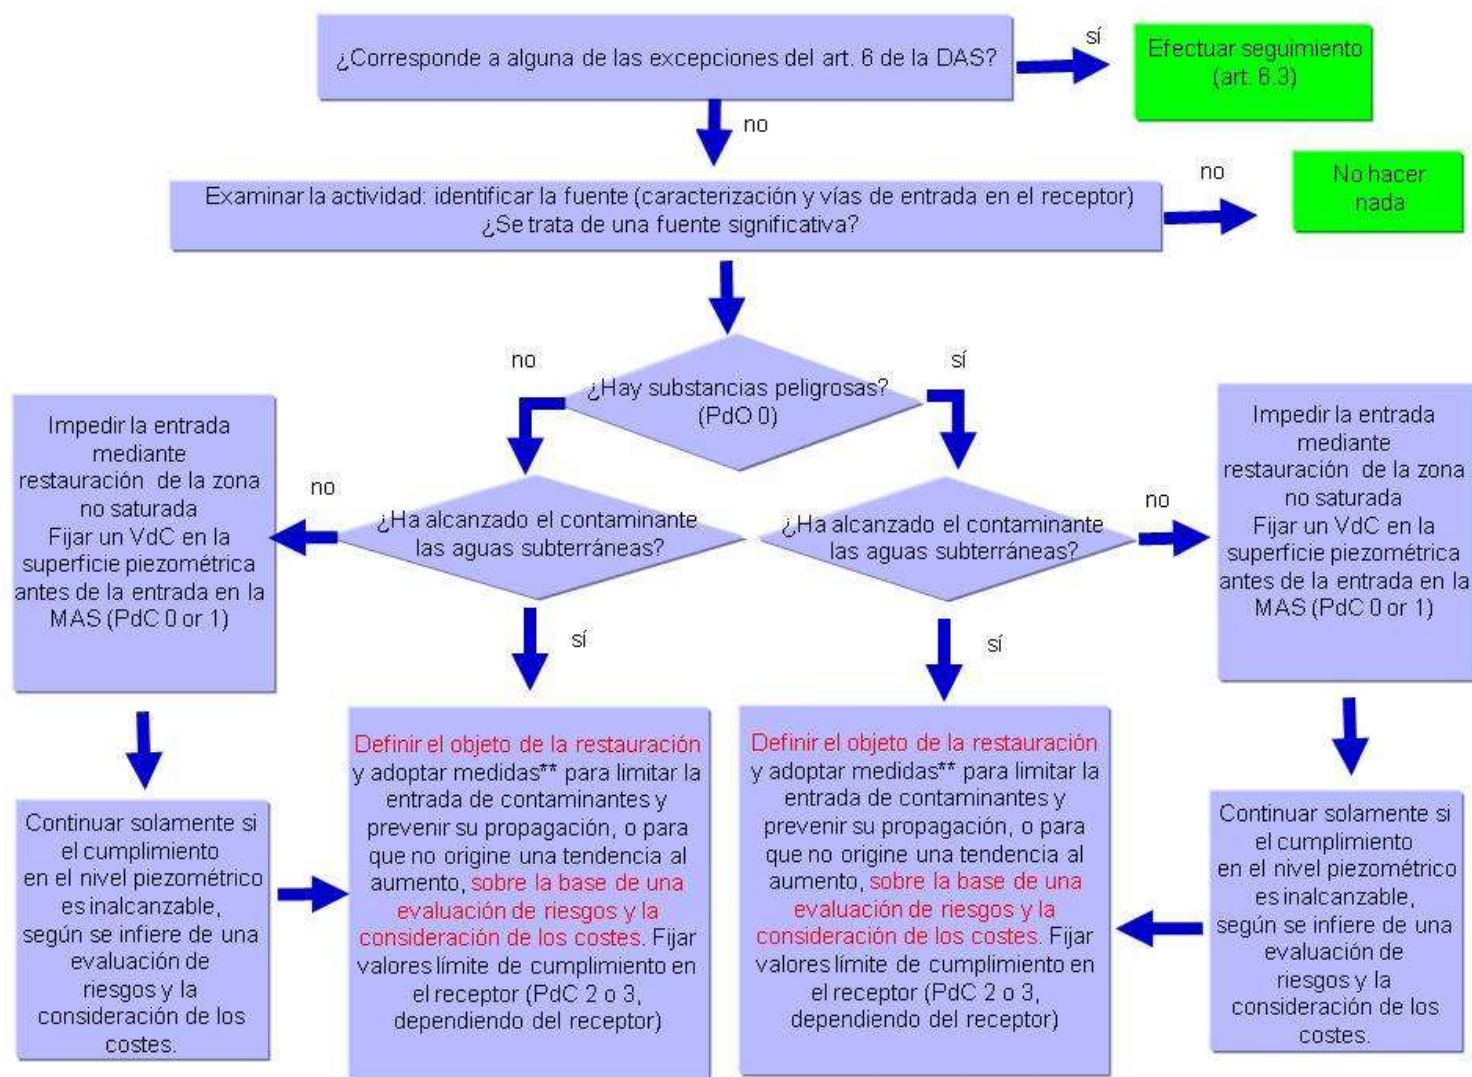 ¿Corresponde a alguna de las excepciones del art. 6 de la DAS?
sí
Efectuar seguimiento
(art. 6.3)
no
Examinar la actividad: identificar la fuente (caracterización y vías de entrada en el receptor)
¿Se trata de una fuente significativa?
no
No hacer
nada
no
¿Hay substancias peligrosas?
(PdO 0)
sí
Impedir la entrada
mediante
restauración de la zona
no saturada
Fijar un VdC en la
superficie piezométrica
antes de la entrada en la
MAS (PdC 0 or 1)
no
¿Ha alcanzado el contaminante
las aguas subterráneas?
¿Ha alcanzado el contaminante
las aguas subterráneas?
no
Impedir la entrada
mediante
restauración de la zona
no saturada
Fijar un VdC en la
superficie piezométrica
antes de la entrada en la
MAS (PdC 0 or 1)
sí
sí
Continuar solamente si
el cumplimiento
en el nivel piezométrico
es inalcanzable,
según se infiere de una
evaluación de
riesgos y la
consideración de los
costes.
Definir el objeto de la restauración
y adoptar medidas** para limitar la
entrada de contaminantes y
prevenir su propagación, o para
que no origine una tendencia al
aumento, sobre la base de una
evaluación de riesgos y la
consideración de los costes. Fijar
valores límite de cumplimiento en
el receptor (PdC 2 o 3,
dependiendo del receptor)
Definir el objeto de la restauración
y adoptar medidas** para limitar la
entrada de contaminantes y
prevenir su propagación, o para
que no origine una tendencia al
aumento, sobre la base de una
evaluación de riesgos y la
consideración de los costes. Fijar
valores límite de cumplimiento en
el receptor (PdC 2 o 3,
dependiendo del receptor)
Continuar solamente si
el cumplimiento
en el nivel piezométrico
es inalcanzable,
según se infiere de una
evaluación de
riesgos y la
consideración de los
costes.